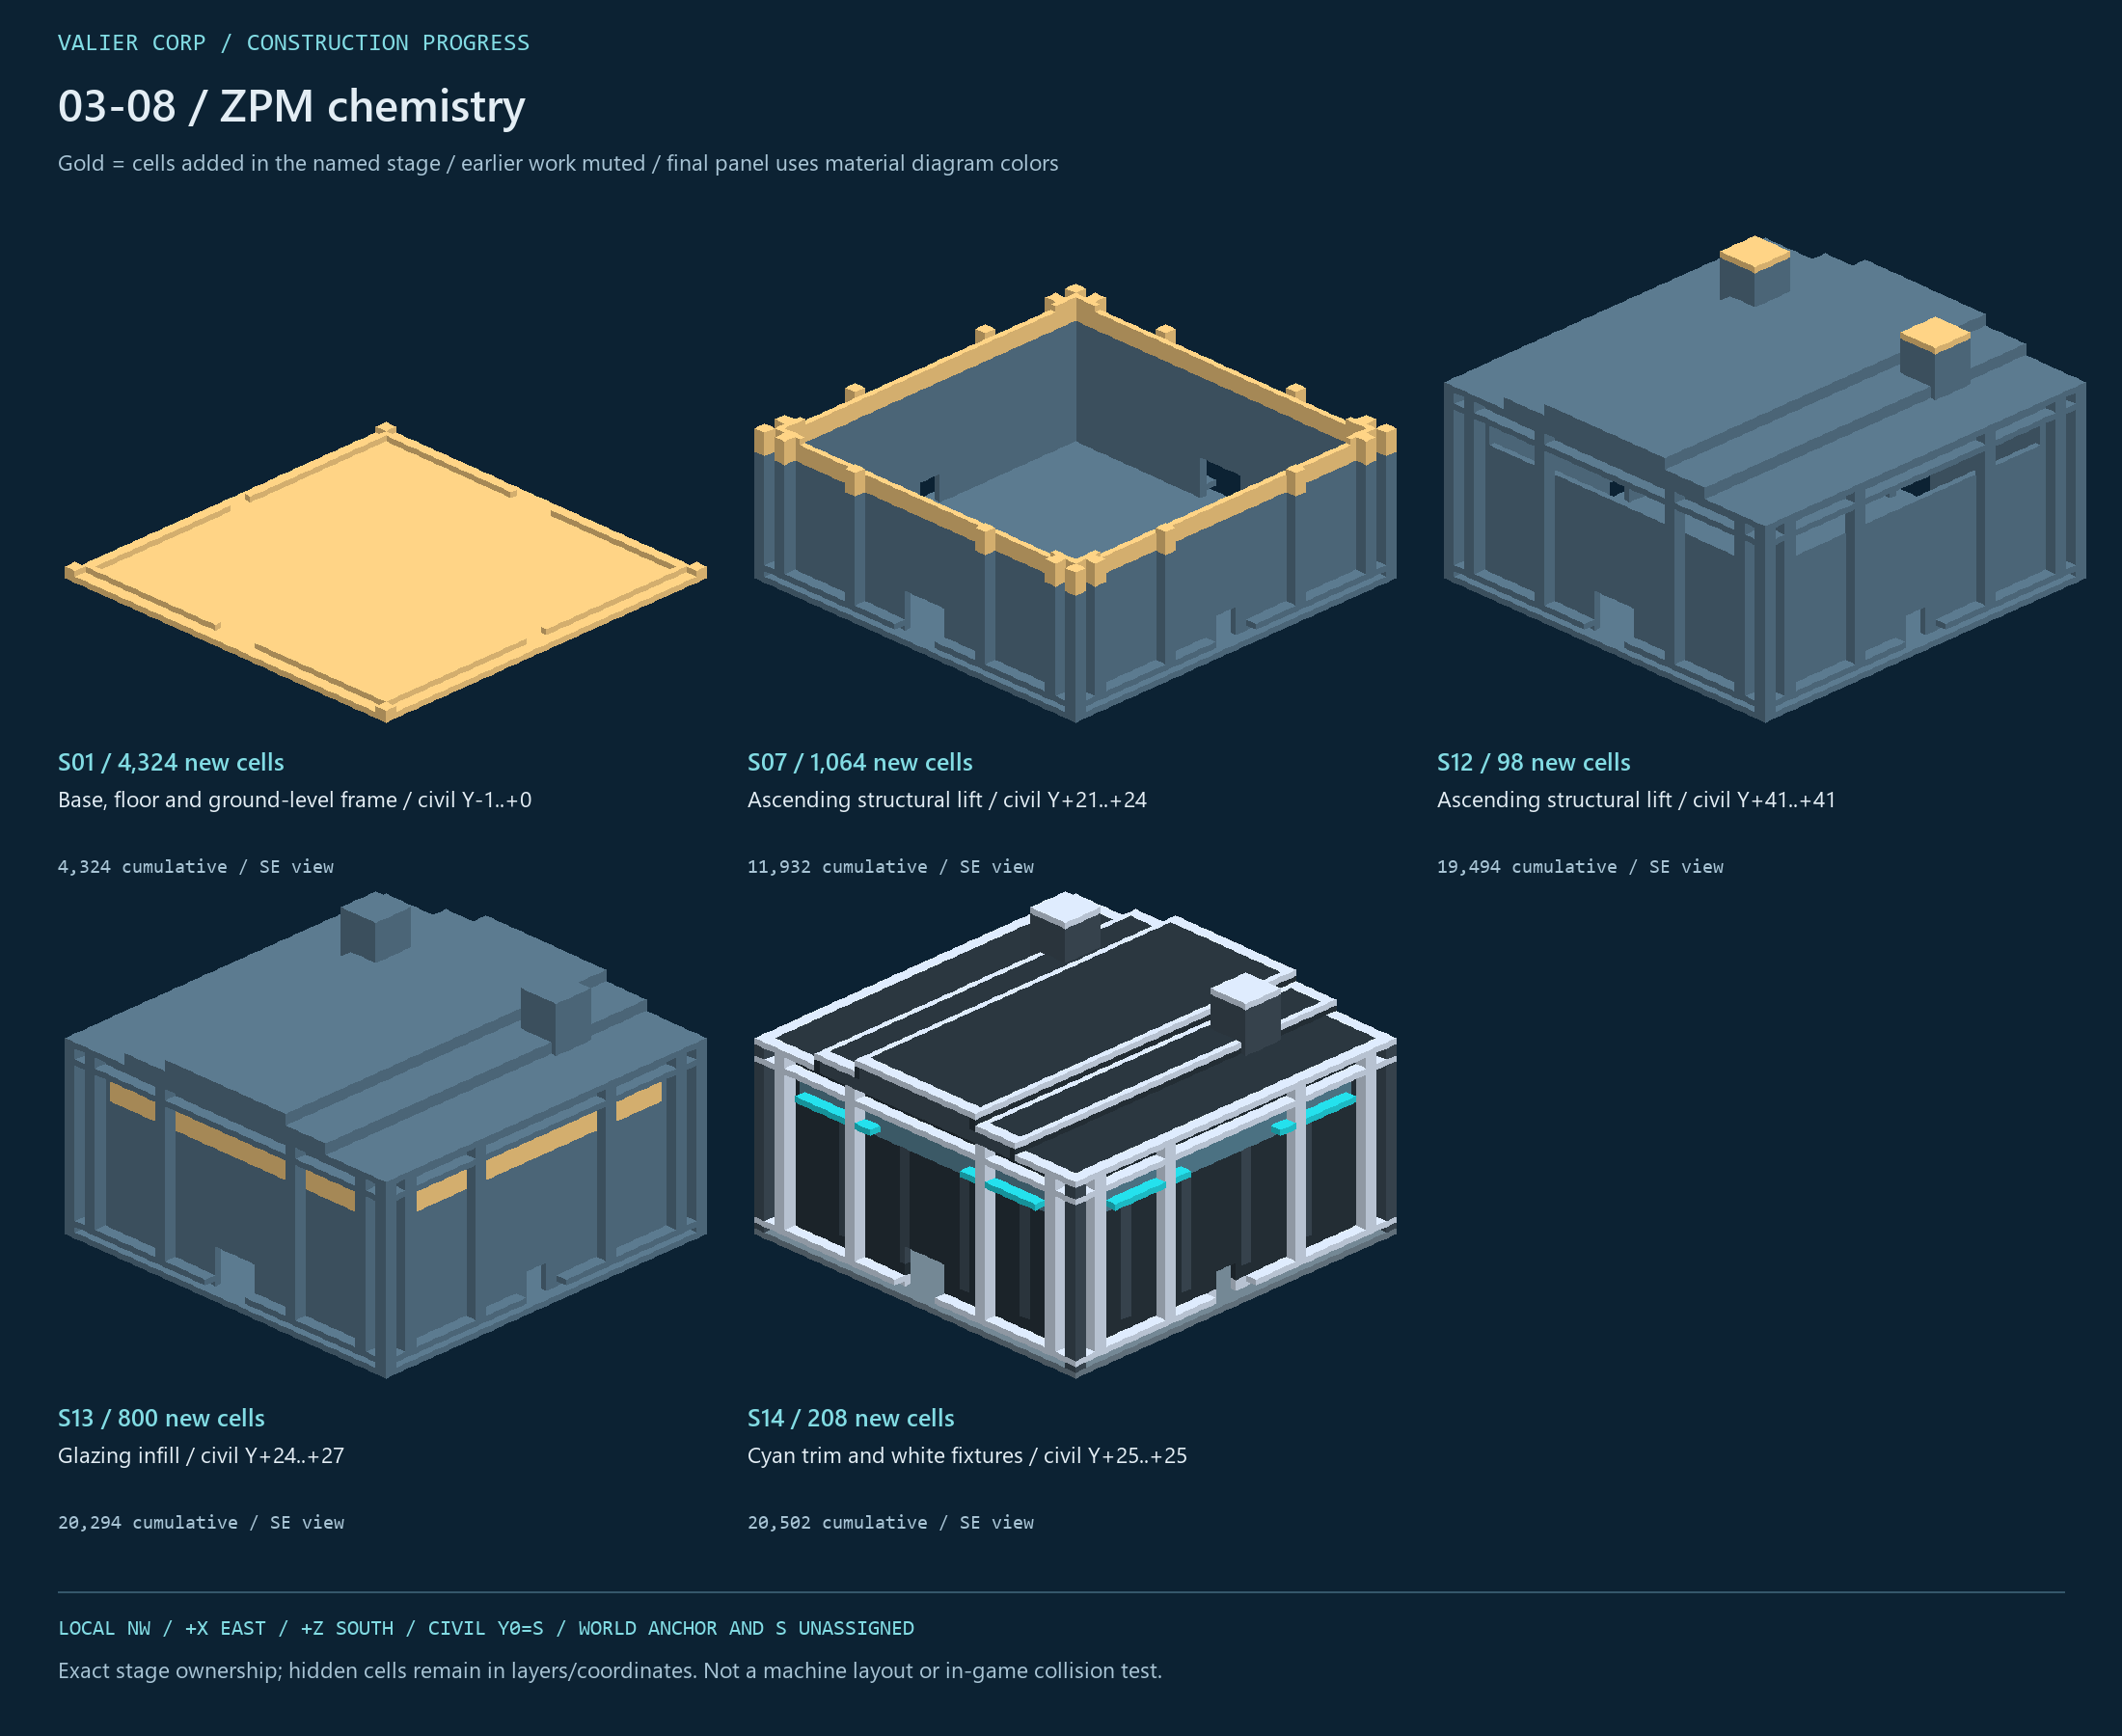 VALIER CORP / CONSTRUCTION PROGRESS
03-08 / ZPM chemistry
Gold = cells added in the named stage / earlier work muted / final panel uses material diagram colors
S01 / 4,324 new cells
Base, floor and ground-level frame / civil Y-1..+0
4,324 cumulative / SE view
S07 / 1,064 new cells
Ascending structural lift / civil Y+21..+24
11,932 cumulative / SE view
S12 / 98 new cells
Ascending structural lift / civil Y+41..+41
19,494 cumulative / SE view
S13 / 800 new cells
Glazing infill / civil Y+24..+27
20,294 cumulative / SE view
S14 / 208 new cells
Cyan trim and white fixtures / civil Y+25..+25
20,502 cumulative / SE view
LOCAL NW / +X EAST / +Z SOUTH / CIVIL Y0=S / WORLD ANCHOR AND S UNASSIGNED
Exact stage ownership; hidden cells remain in layers/coordinates. Not a machine layout or in-game collision test.